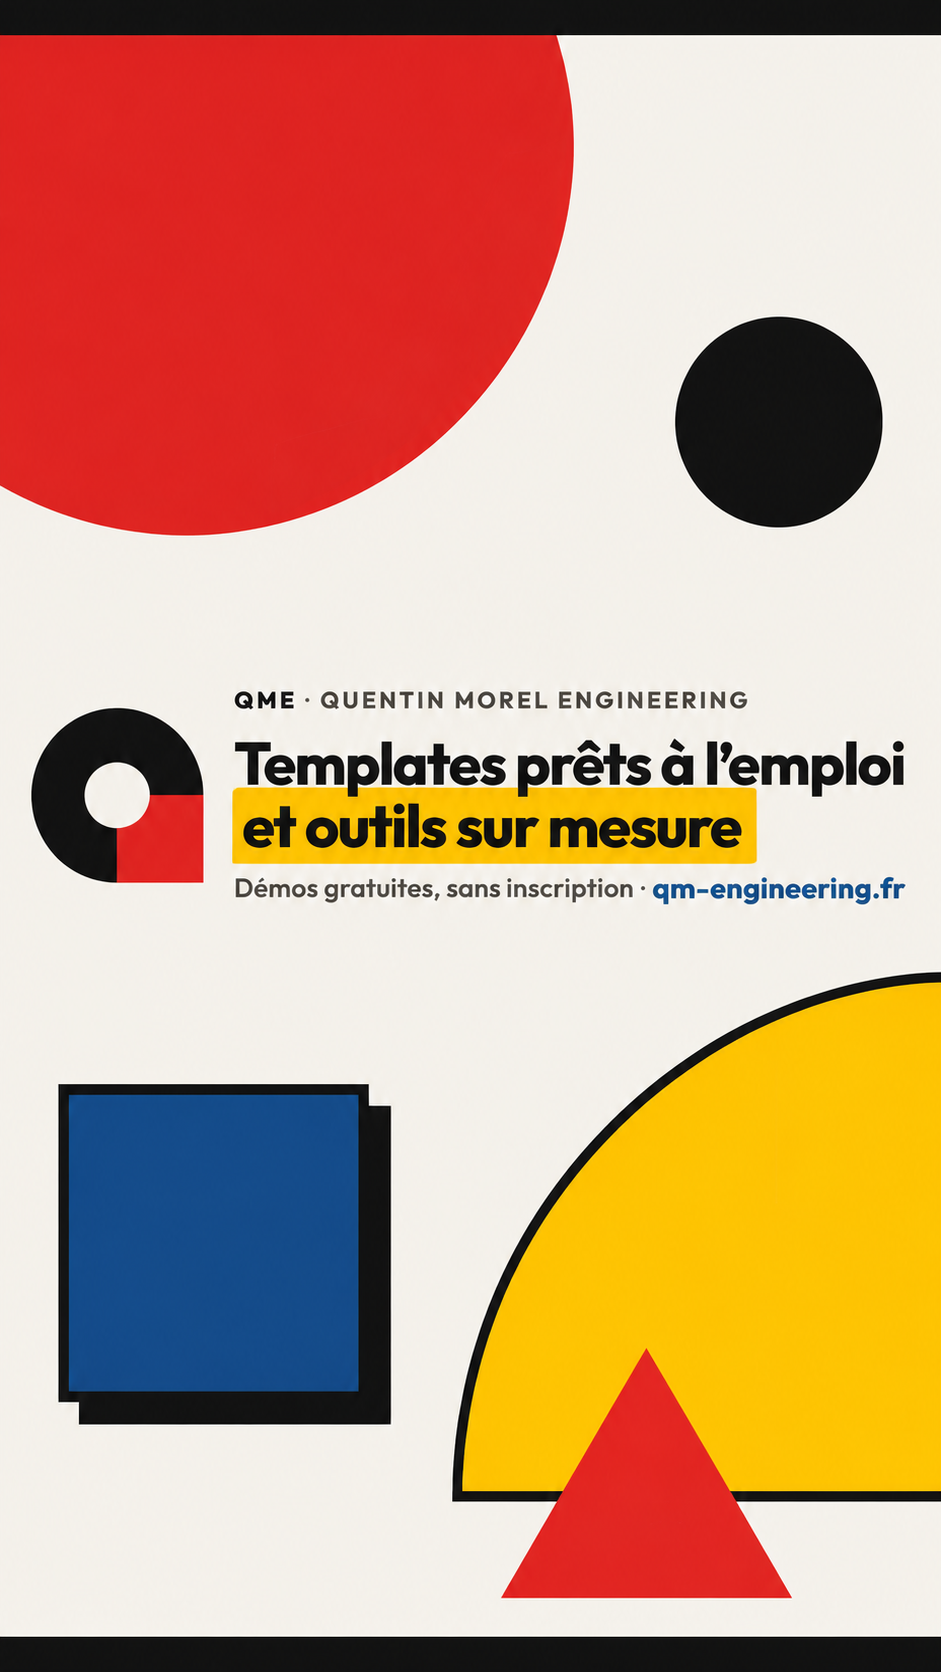 QME · QUENTIN MOREL ENGINEERING
Templates prêts à l’emploi
et outils sur mesure
Démos gratuites, sans inscription · qm-engineering.fr